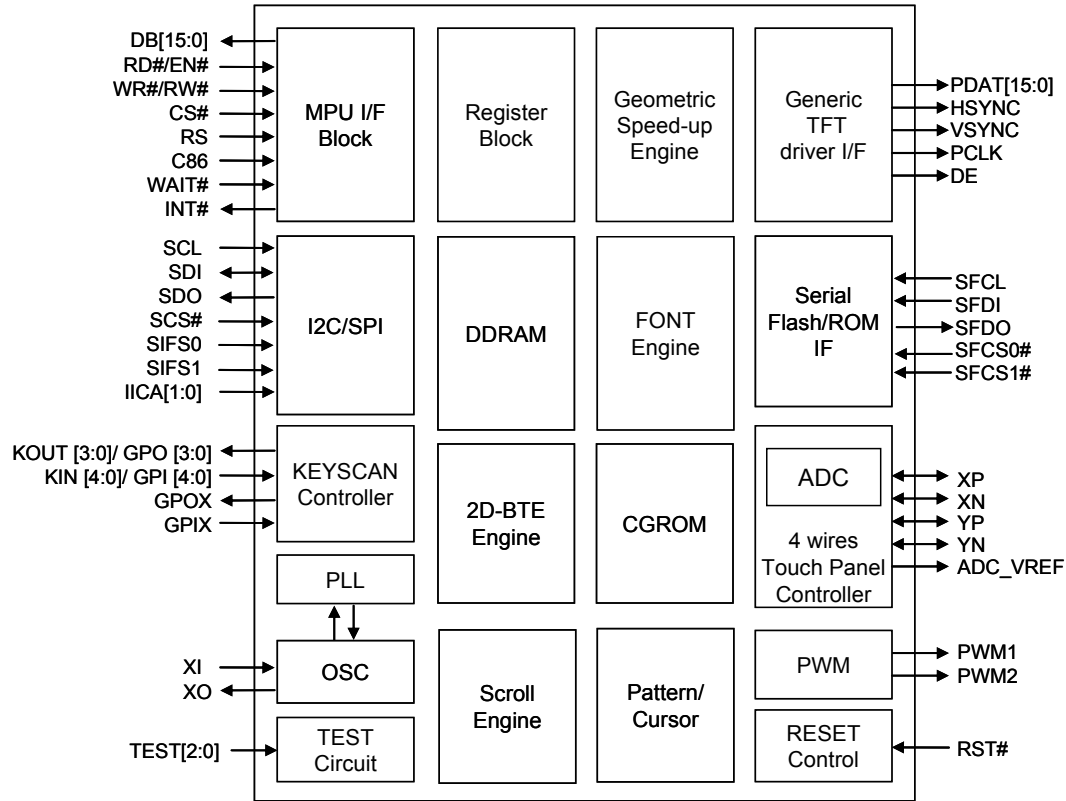 DB[15:0]
RD#/EN#
WR#/RW#
CS#
RS
C86
WAIT#
INT#
MPU I/F
Block
Register
Block
Geometric
Speed-up
Engine
Generic
TFT
driver I/F
PDAT[15:0]
HSYNC
VSYNC
PCLK
DE
SCL
SDI
SDO
SCS#
SIFS0
SIFS1
IICA[1:0]
I2C/SPI
DDRAM
FONT
Engine
Serial
Flash/ROM
IF
SFCL
SFDI
SFDO
SFCS0#
SFCS1#
KOUT [3:0]/ GPO [3:0]
KIN [4:0]/ GPI [4:0]
GPOX
GPIX
KEYSCAN
Controller
2D-BTE
Engine
CGROM
ADC
4 wires
Touch Panel
Controller
XP
XN
YP
YN
ADC_VREF
PLL
XI
XO
OSC
Scroll
Engine
Pattern/
Cursor
PWM
PWM1
PWM2
TEST[2:0]
TEST
Circuit
RESET
Control
RST#